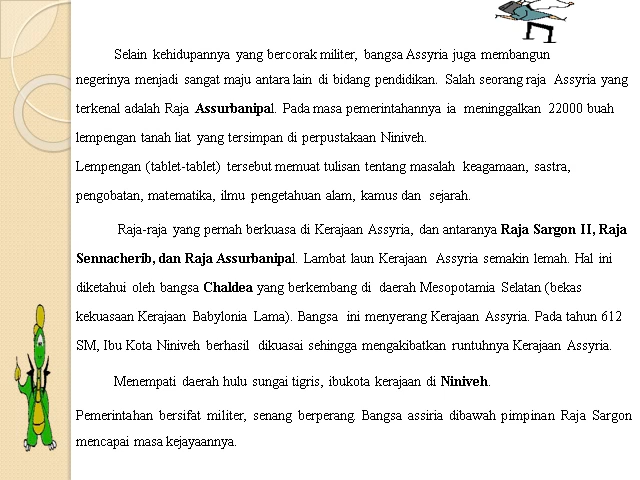 Selain kehidupannya yang bercorak militer, bangsa Assyria juga membangun
negerinya menjadi sangat maju antara lain di bidang pendidikan. Salah seorang raja Assyria yang
terkenal adalah Raja Assurbanipal. Pada masa pemerintahannya ia meninggalkan 22000 buah
lempengan tanah liat yang tersimpan di perpustakaan Niniveh.
Lempengan (tablet-tablet) tersebut memuat tulisan tentang masalah keagamaan, sastra,
pengobatan, matematika, ilmu pengetahuan alam, kamus dan sejarah.
Raja-raja yang pernah berkuasa di Kerajaan Assyria, dan antaranya Raja Sargon II, Raja
Sennacherib, dan Raja Assurbanipal. Lambat laun Kerajaan Assyria semakin lemah. Hal ini
diketahui oleh bangsa Chaldea yang berkembang di daerah Mesopotamia Selatan (bekas
kekuasaan Kerajaan Babylonia Lama). Bangsa ini menyerang Kerajaan Assyria. Pada tahun 612
SM, Ibu Kota Niniveh berhasil dikuasai sehingga mengakibatkan runtuhnya Kerajaan Assyria.
Menempati daerah hulu sungai tigris, ibukota kerajaan di Niniveh.
Pemerintahan bersifat militer, senang berperang. Bangsa assiria dibawah pimpinan Raja Sargon
mencapai masa kejayaannya.